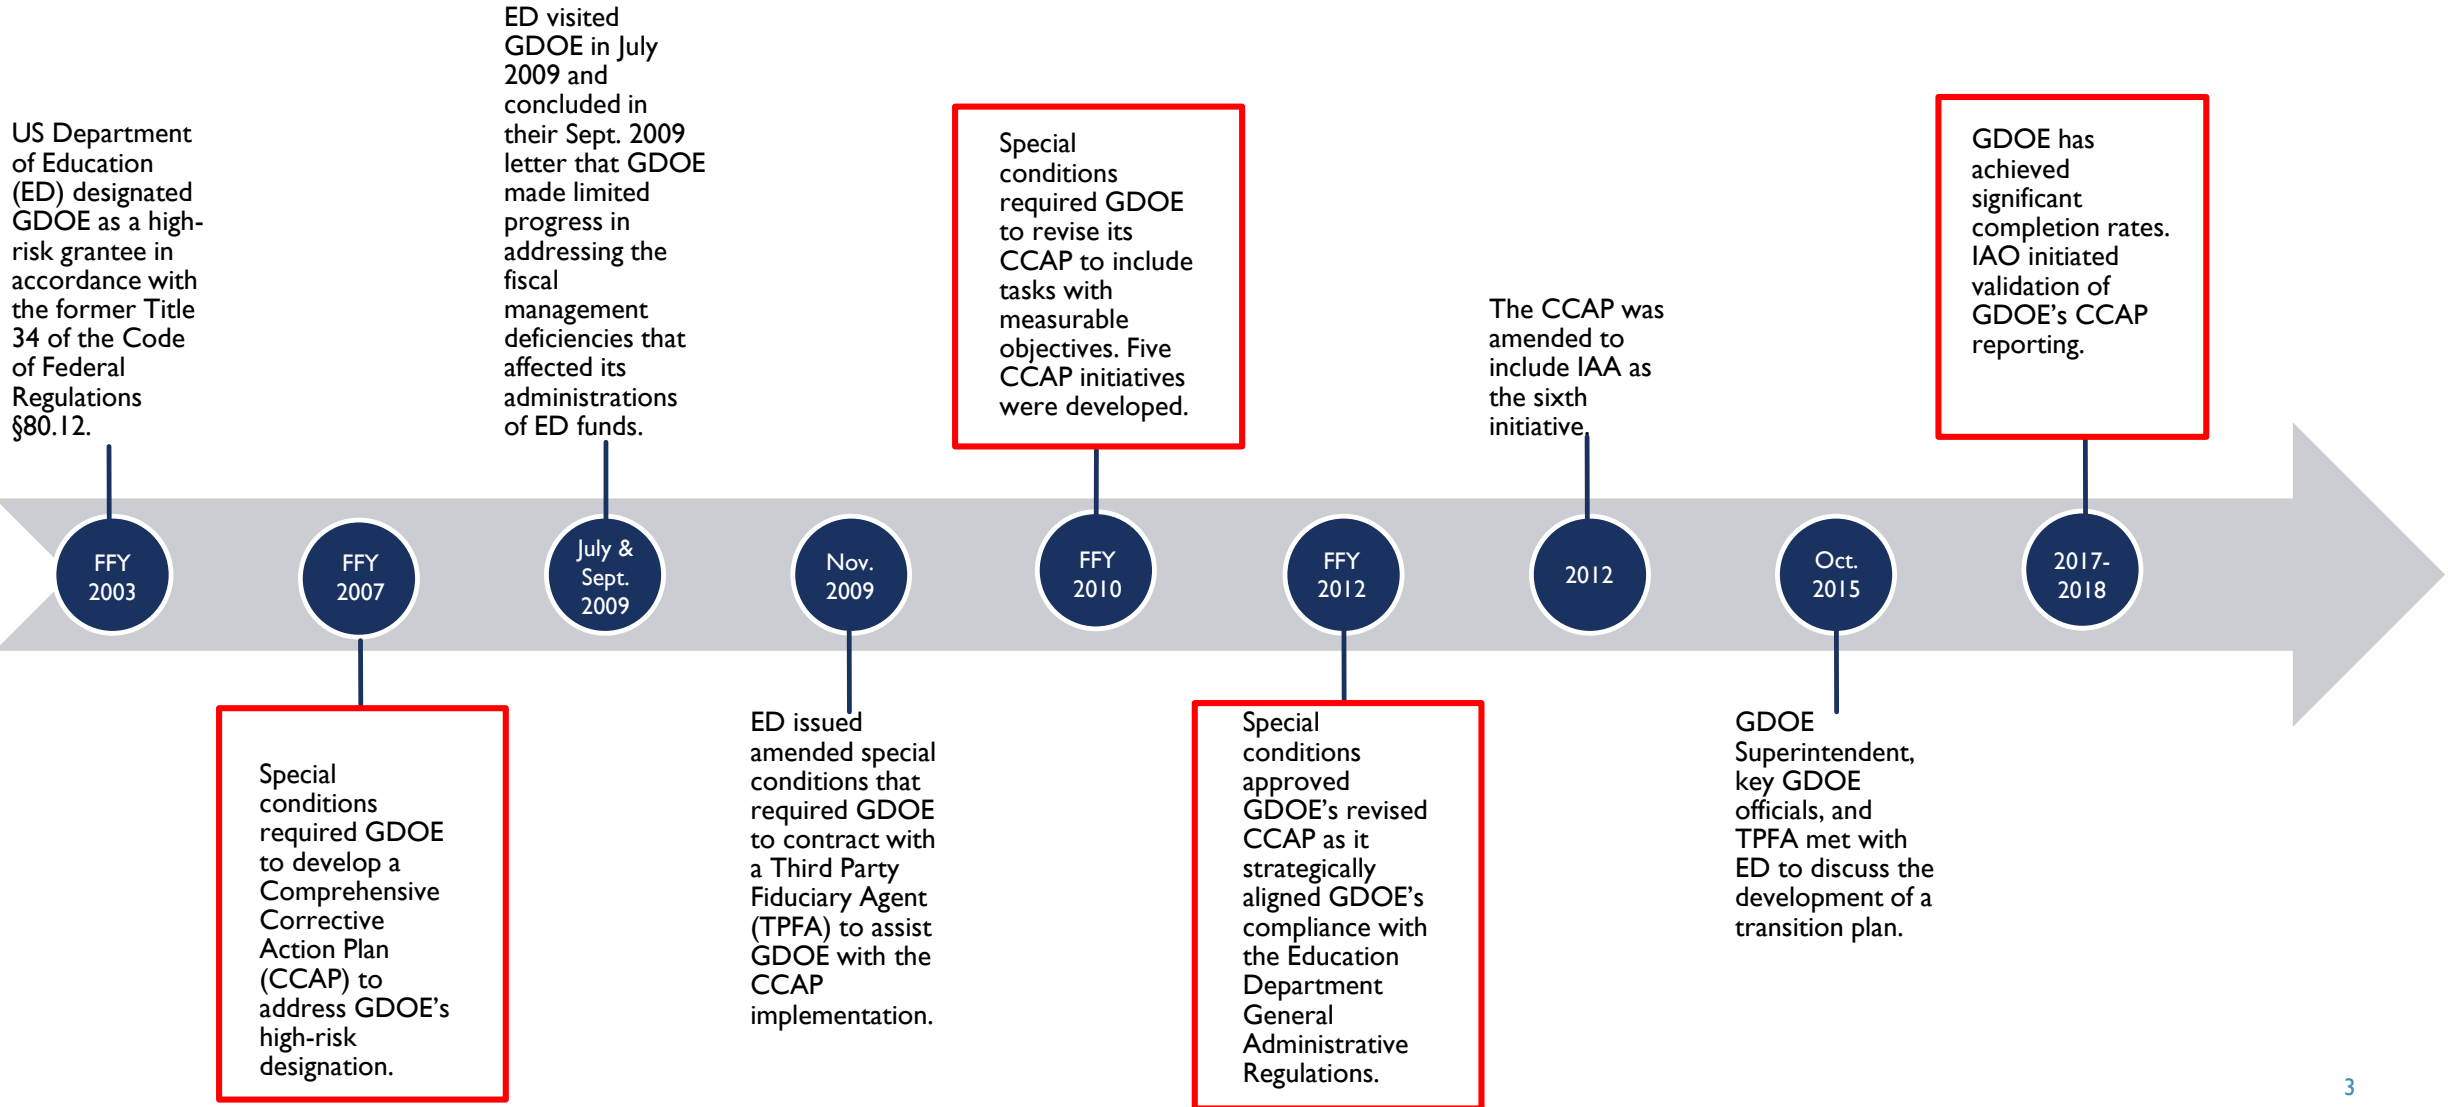 US Department
of Education
(ED) designated
GDOE as a high-
risk grantee in
accordance with
the former Title
34 of the Code
of Federal
Regulations
§80.12.
ED visited
GDOE in July
2009 and
concluded in
their Sept. 2009
letter that GDOE
made limited
progress in
addressing the
fiscal
management
deficiencies that
affected its
administrations
of ED funds.
Special
conditions
required GDOE
to revise its
CCAP to include
tasks with
measurable
objectives. Five
CCAP initiatives
were developed.
The CCAP was
amended to
include IAA as
the sixth
initiative.
GDOE has
achieved
significant
completion rates.
IAO initiated
validation of
GDOE’s CCAP
reporting.
FFY
2003
FFY
2007
July &
Sept.
2009
Nov.
2009
FFY
2010
FFY
2012
2012
Oct.
2015
2017-
2018
Special
conditions
required GDOE
to develop a
Comprehensive
Corrective
Action Plan
(CCAP) to
address GDOE’s
high-risk
designation.
ED issued
amended special
conditions that
required GDOE
to contract with
a Third Party
Fiduciary Agent
(TPFA) to assist
GDOE with the
CCAP
implementation.
Special
conditions
approved
GDOE’s revised
CCAP as it
strategically
aligned GDOE’s
compliance with
the Education
Department
General
Administrative
Regulations.
GDOE
Superintendent,
key GDOE
officials, and
TPFA met with
ED to discuss the
development of a
transition plan.
3